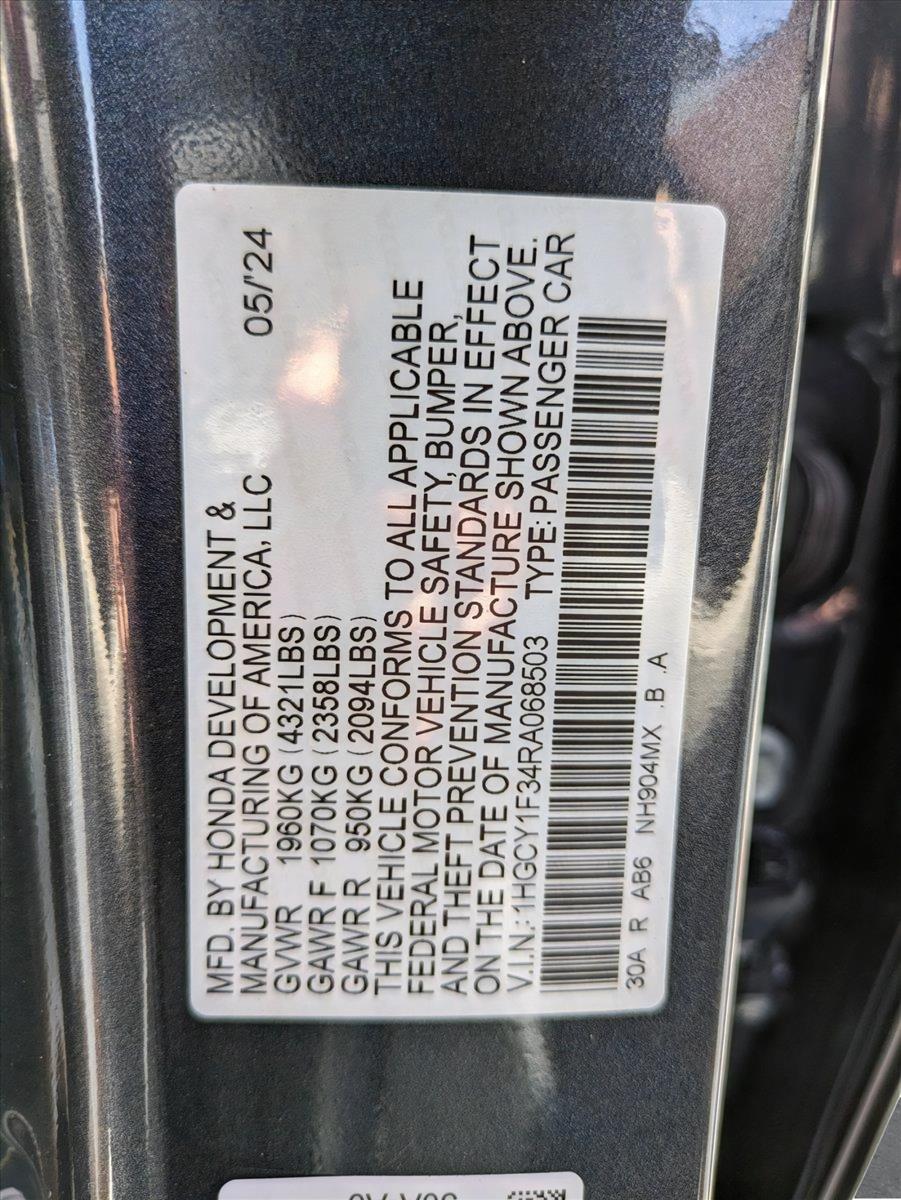 MFD. BY HONDA DEVELOPMENT &
MANUFACTURING OF AMERICA, LLC 05/'24
GVWR 1960KG (4321LBS)
GAWR F 1070KG (2358LBS)
GAWR R 950KG (2094LBS)
THIS VEHICLE CONFORMS TO ALL APPLICABLE
FEDERAL MOTOR VEHICLE SAFETY, BUMPER,
AND THEFT PREVENTION STANDARDS IN EFFECT
ON THE DATE OF MANUFACTURE SHOWN ABOVE.
V.I.N.: 1HGCY1F34RA068503 TYPE: PASSENGER CAR
30A R AB6 NH904MX .B .A